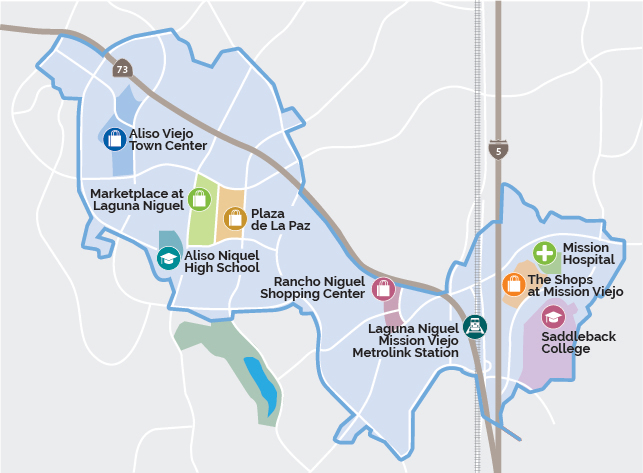 73
Aliso Viejo
Town Center
5
Marketplace at
Laguna Niguel
Plaza
de La Paz
Aliso Niquel
High School
Mission
Hospital
Rancho Niguel
Shopping Center
The Shops
at Mission Viejo
Laguna Niguel
Mission Viejo
Metrolink Station
Saddleback
College